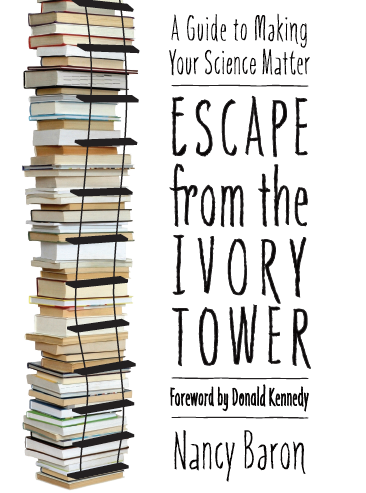 A Guide to Making
Your Science Matter
ESCAPE
from the
IVORY
TOWER
Foreword by Donald Kennedy
Nancy Baron